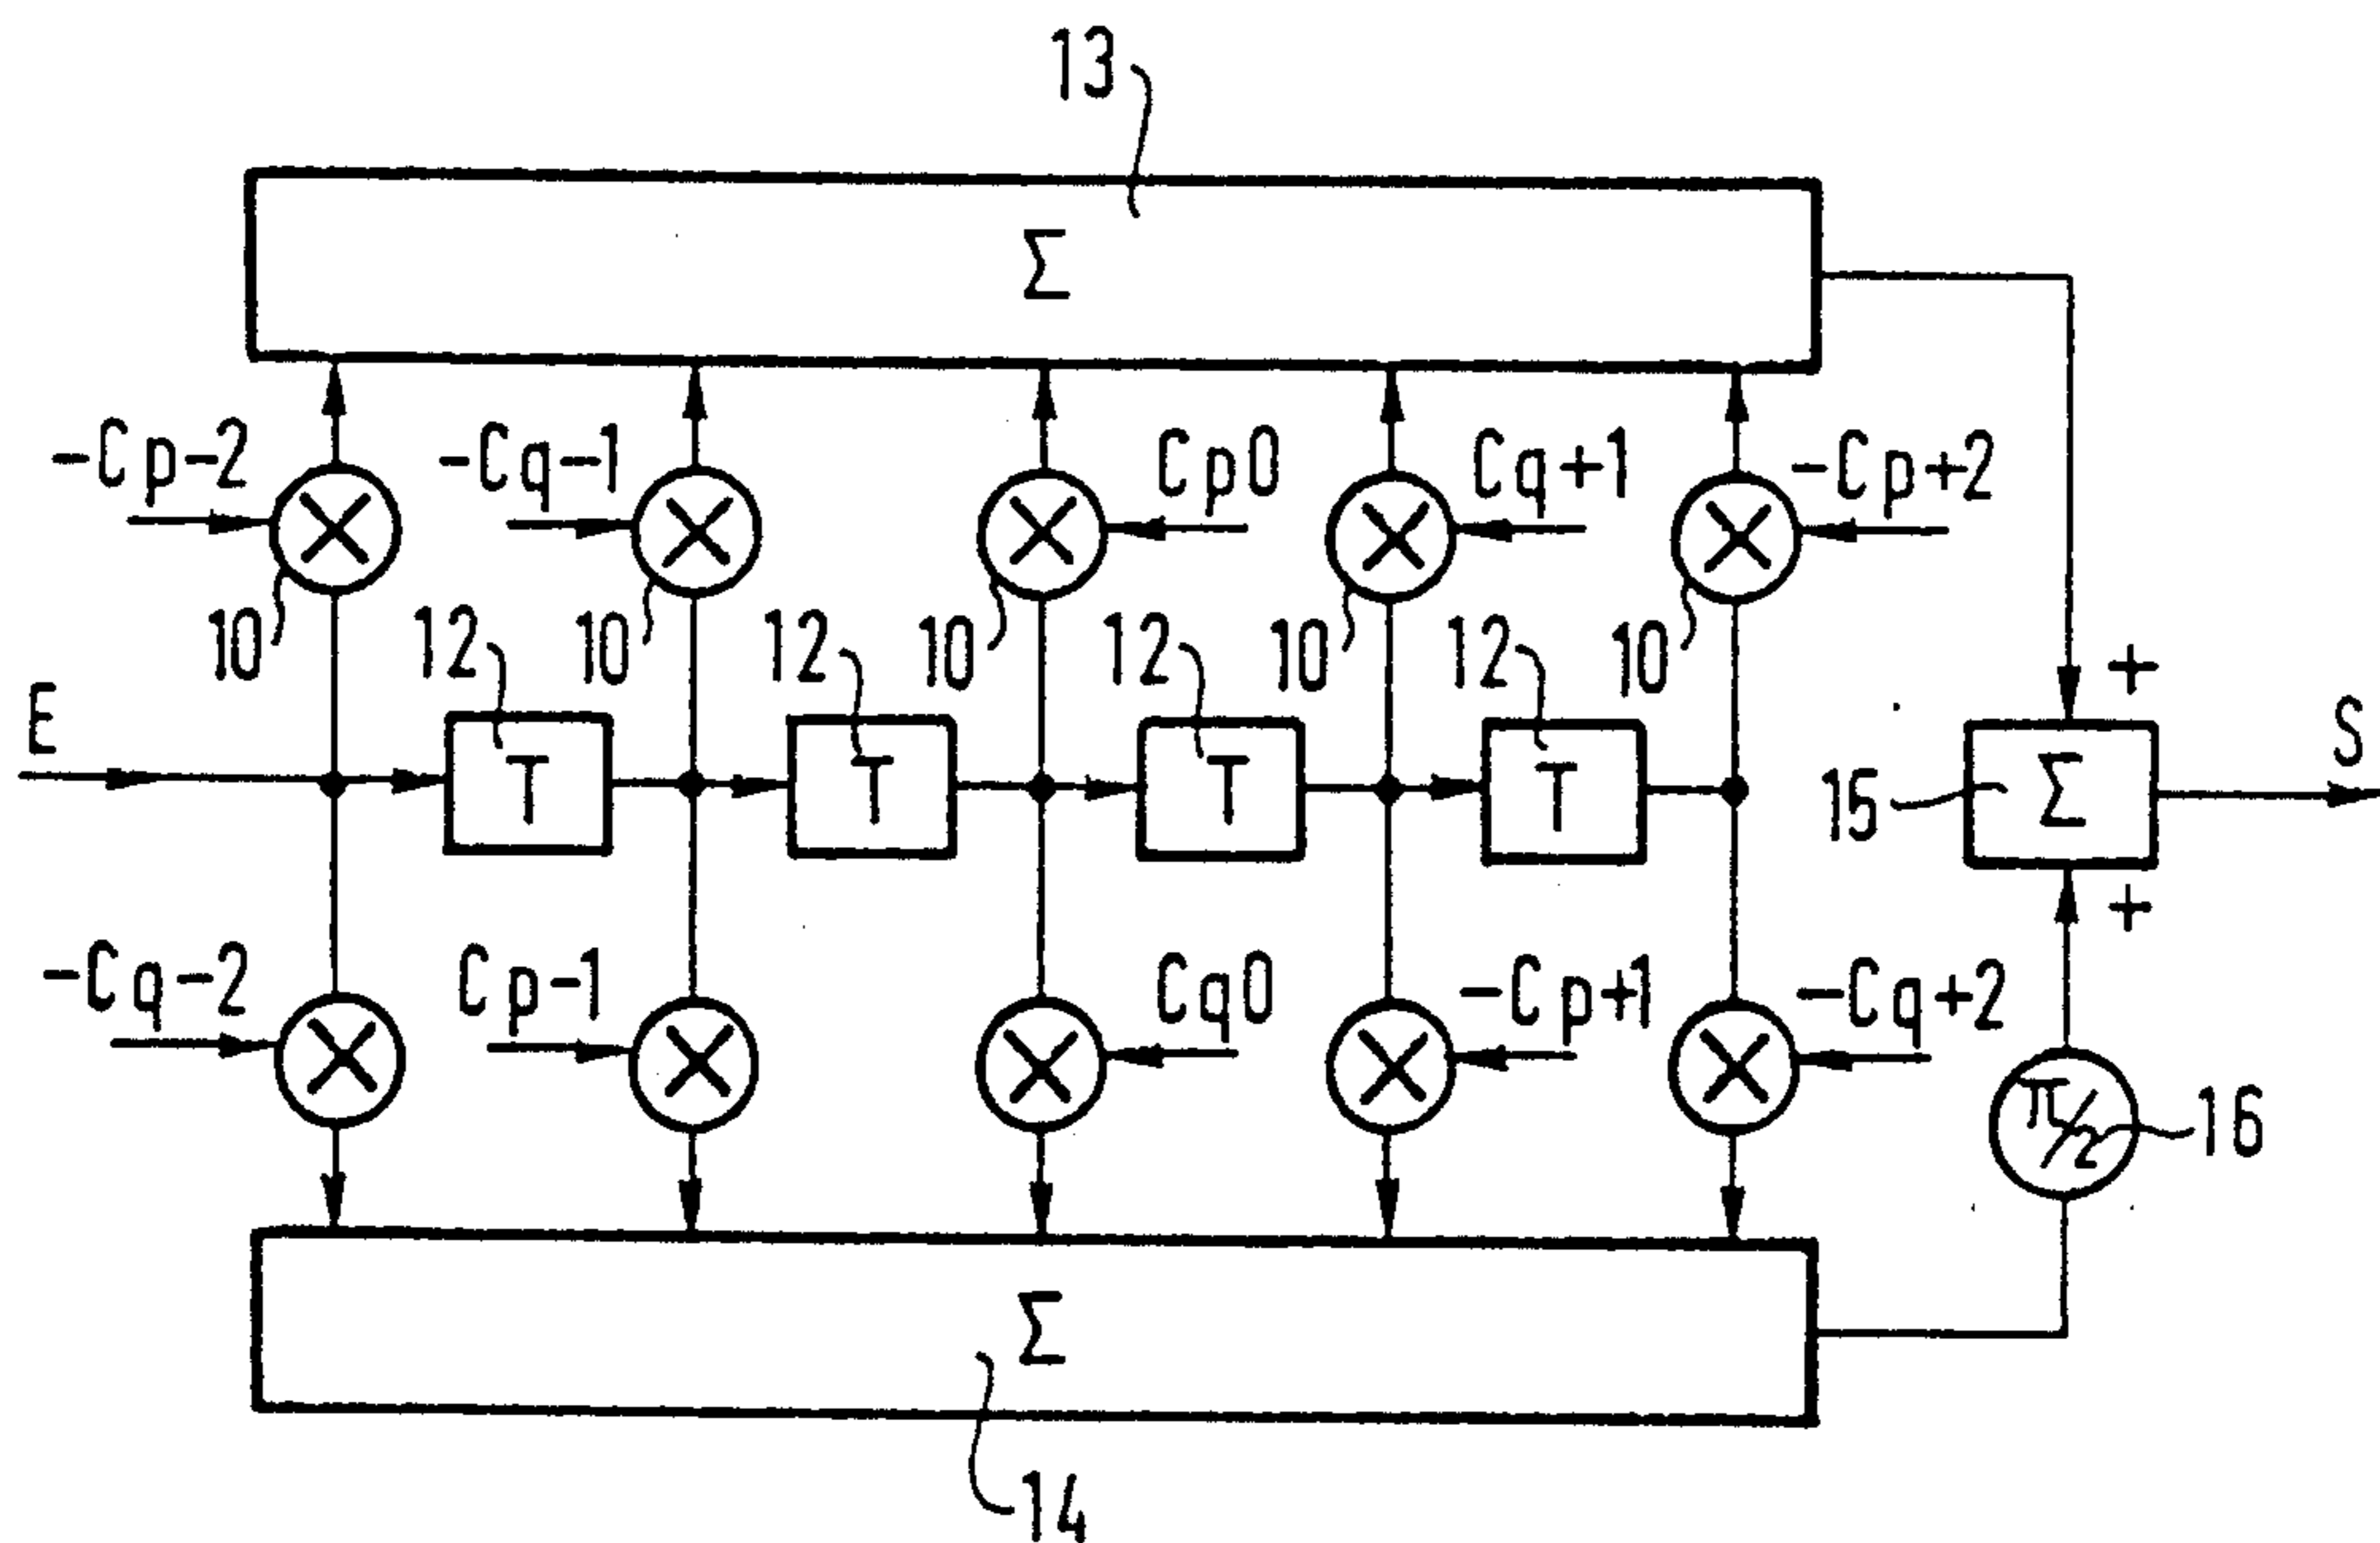 13
Σ
-Cp-2 -Cq-1 Cp0 Cq+1 -Cp+2
10 12 10 12 10 12 10 12 10
E T T T T 15 Σ S
+
+
-Cq-2 Cp-1 Cq0 -Cp+1 -Cq+2
π/2 16
Σ
14